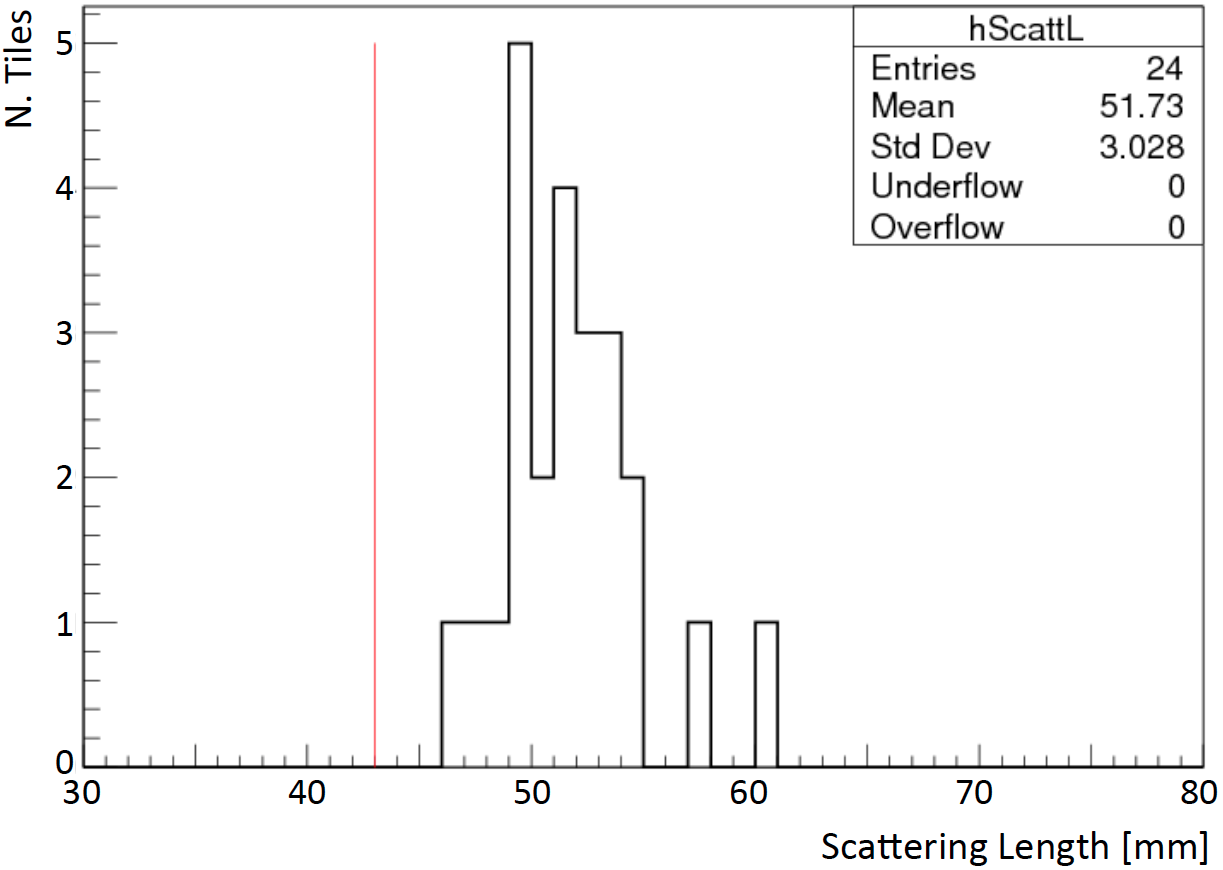 N. Tiles
5
4
3
2
1
0
hScattL
Entries 24
Mean 51.73
Std Dev 3.028
Underflow 0
Overflow 0
30 40 50 60 70 80
Scattering Length [mm]